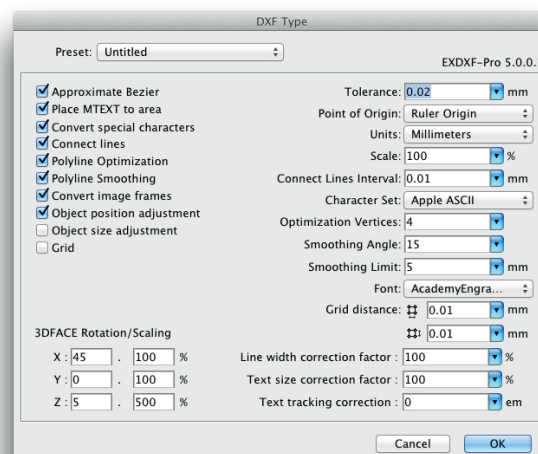 DXF Type
Preset: Untitled
EXDXF-Pro 5.0.0.
Approximate Bezier
Place MTEXT to area
Convert special characters
Connect lines
Polyline Optimization
Polyline Smoothing
Convert image frames
Object position adjustment
Object size adjustment
Grid
Tolerance: 0.02 mm
Point of Origin: Ruler Origin
Units: Millimeters
Scale: 100 %
Connect Lines Interval: 0.01 mm
Character Set: Apple ASCII
Optimization Vertices: 4
Smoothing Angle: 15
Smoothing Limit: 5 mm
Font: AcademyEngra...
Grid distance: 0.01 mm
0.01 mm
3DFACE Rotation/Scaling
X : 45 . 100 %
Y : 0 . 100 %
Z : 5 . 500 %
Line width correction factor : 100 %
Text size correction factor : 100 %
Text tracking correction : 0 em
Cancel
OK